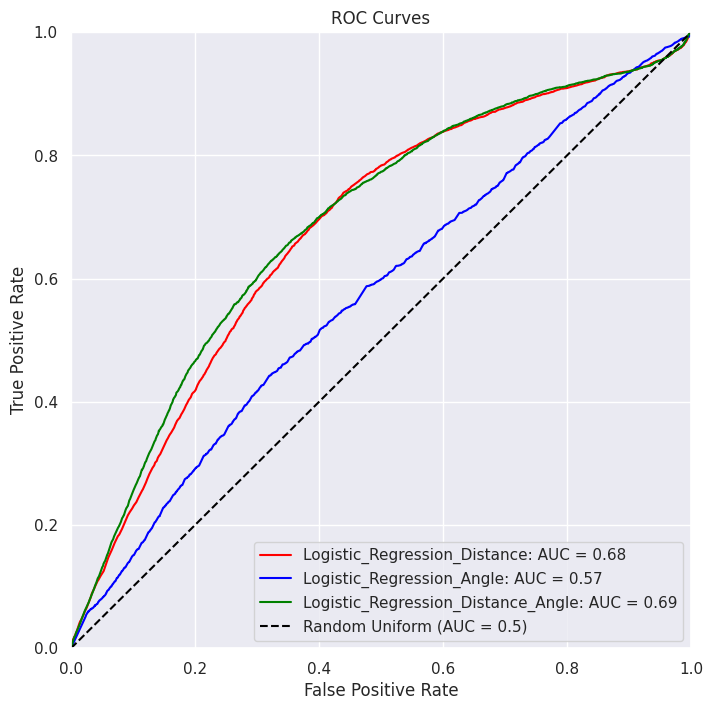 ROC Curves
True Positive Rate
1.0
0.8
0.6
0.4
0.2
0.0
Logistic_Regression_Distance: AUC = 0.68
Logistic_Regression_Angle: AUC = 0.57
Logistic_Regression_Distance_Angle: AUC = 0.69
Random Uniform (AUC = 0.5)
0.0 0.2 0.4 0.6 0.8 1.0
False Positive Rate